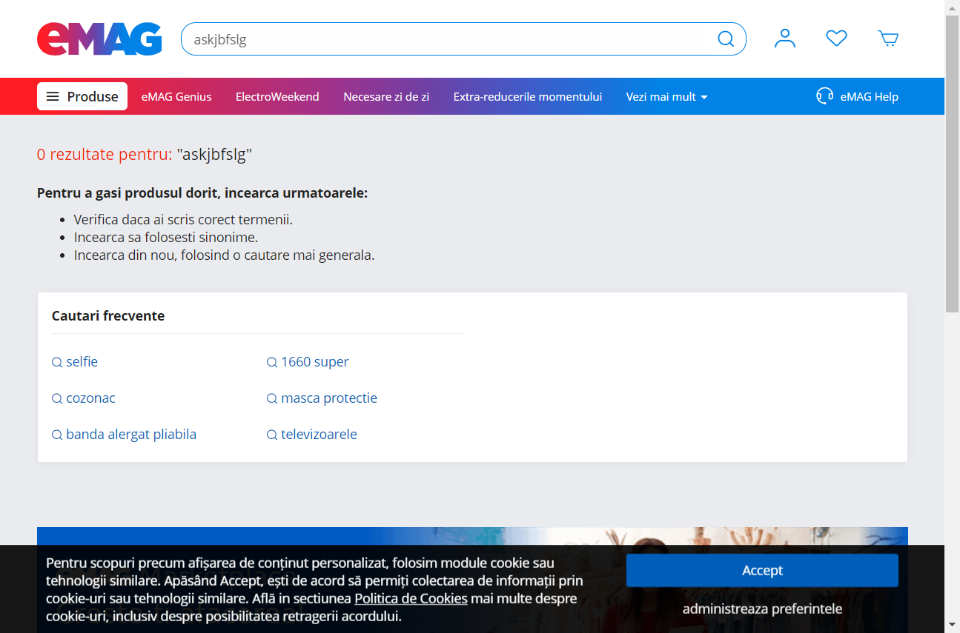 eMAG
askjbfslg
Produse
eMAG Genius
ElectroWeekend
Necesare zi de zi
Extra-reducerile momentului
Vezi mai mult
eMAG Help
0 rezultate pentru: "askjbfslg"
Pentru a gasi produsul dorit, incearca urmatoarele:
Verifica daca ai scris corect termenii.
Incearca sa folosesti sinonime.
Incearca din nou, folosind o cautare mai generala.
Cautari frecvente
selfie
1660 super
cozonac
masca protectie
banda alergat pliabila
televizoarele
Pentru scopuri precum afișarea de conținut personalizat, folosim module cookie sau
tehnologii similare. Apăsând Accept, ești de acord să permiți colectarea de informații prin
cookie-uri sau tehnologii similare. Află in sectiunea Politica de Cookies mai multe despre
cookie-uri, inclusiv despre posibilitatea retragerii acordului.
Accept
administreaza preferintele